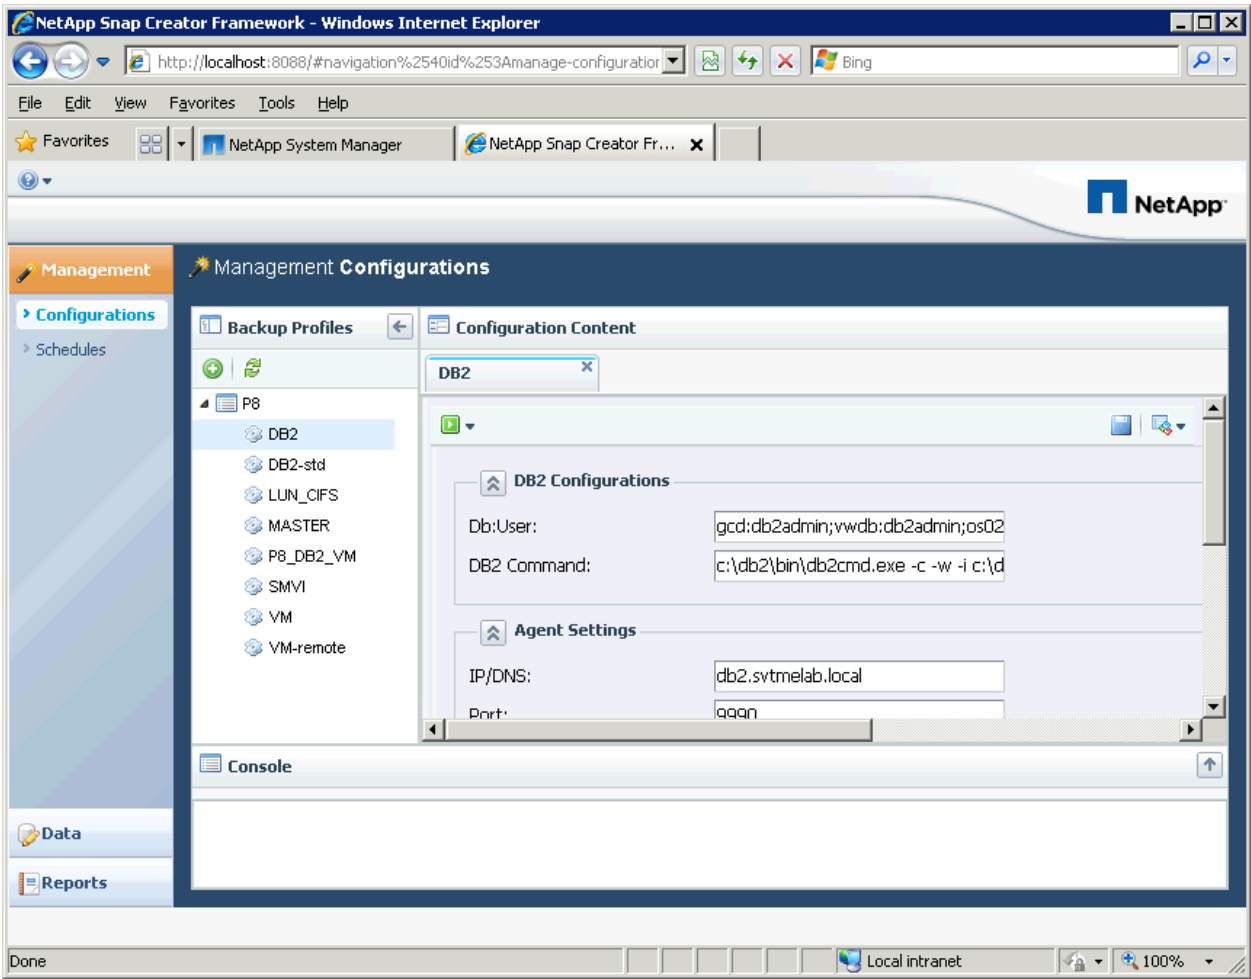 NetApp Snap Creator Framework - Windows Internet Explorer
http://localhost:8088/#navigation%2540id%253Amanage-configuration
Bing
File Edit View Favorites Tools Help
Favorites
NetApp System Manager
NetApp Snap Creator Fr...
NetApp
Management
Management Configurations
Configurations
Schedules
Backup Profiles
Configuration Content
DB2
P8
DB2
DB2-std
LUN_CIFS
MASTER
P8_DB2_VM
SMVI
VM
VM-remote
DB2 Configurations
Db:User:
gcd:db2admin;vwdb:db2admin;os02
DB2 Command:
c:\db2\bin\db2cmd.exe -c -w -i c:\d
Agent Settings
IP/DNS:
db2.svtmelab.local
Port:
9990
Console
Data
Reports
Done
Local intranet
100%